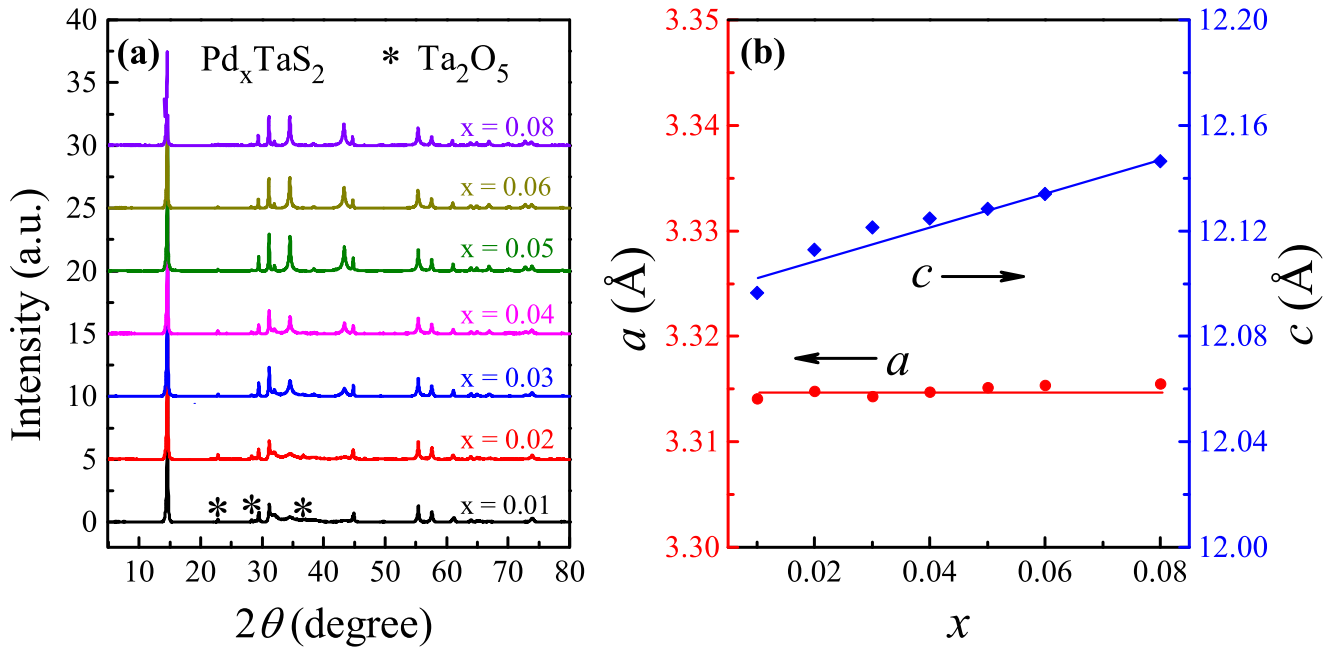 (a) PdₓTaS₂ * Ta₂O₅
Intensity (a.u.)
40
35
30
25
20
15
10
5
0
x = 0.08
x = 0.06
x = 0.05
x = 0.04
x = 0.03
x = 0.02
x = 0.01
* * *
10 20 30 40 50 60 70 80
2θ (degree)
(b)
a (Å)
3.35
3.34
3.33
3.32
3.31
3.30
c
a
12.20
12.16
12.12
12.08
12.04
12.00
c (Å)
0.02 0.04 0.06 0.08
x